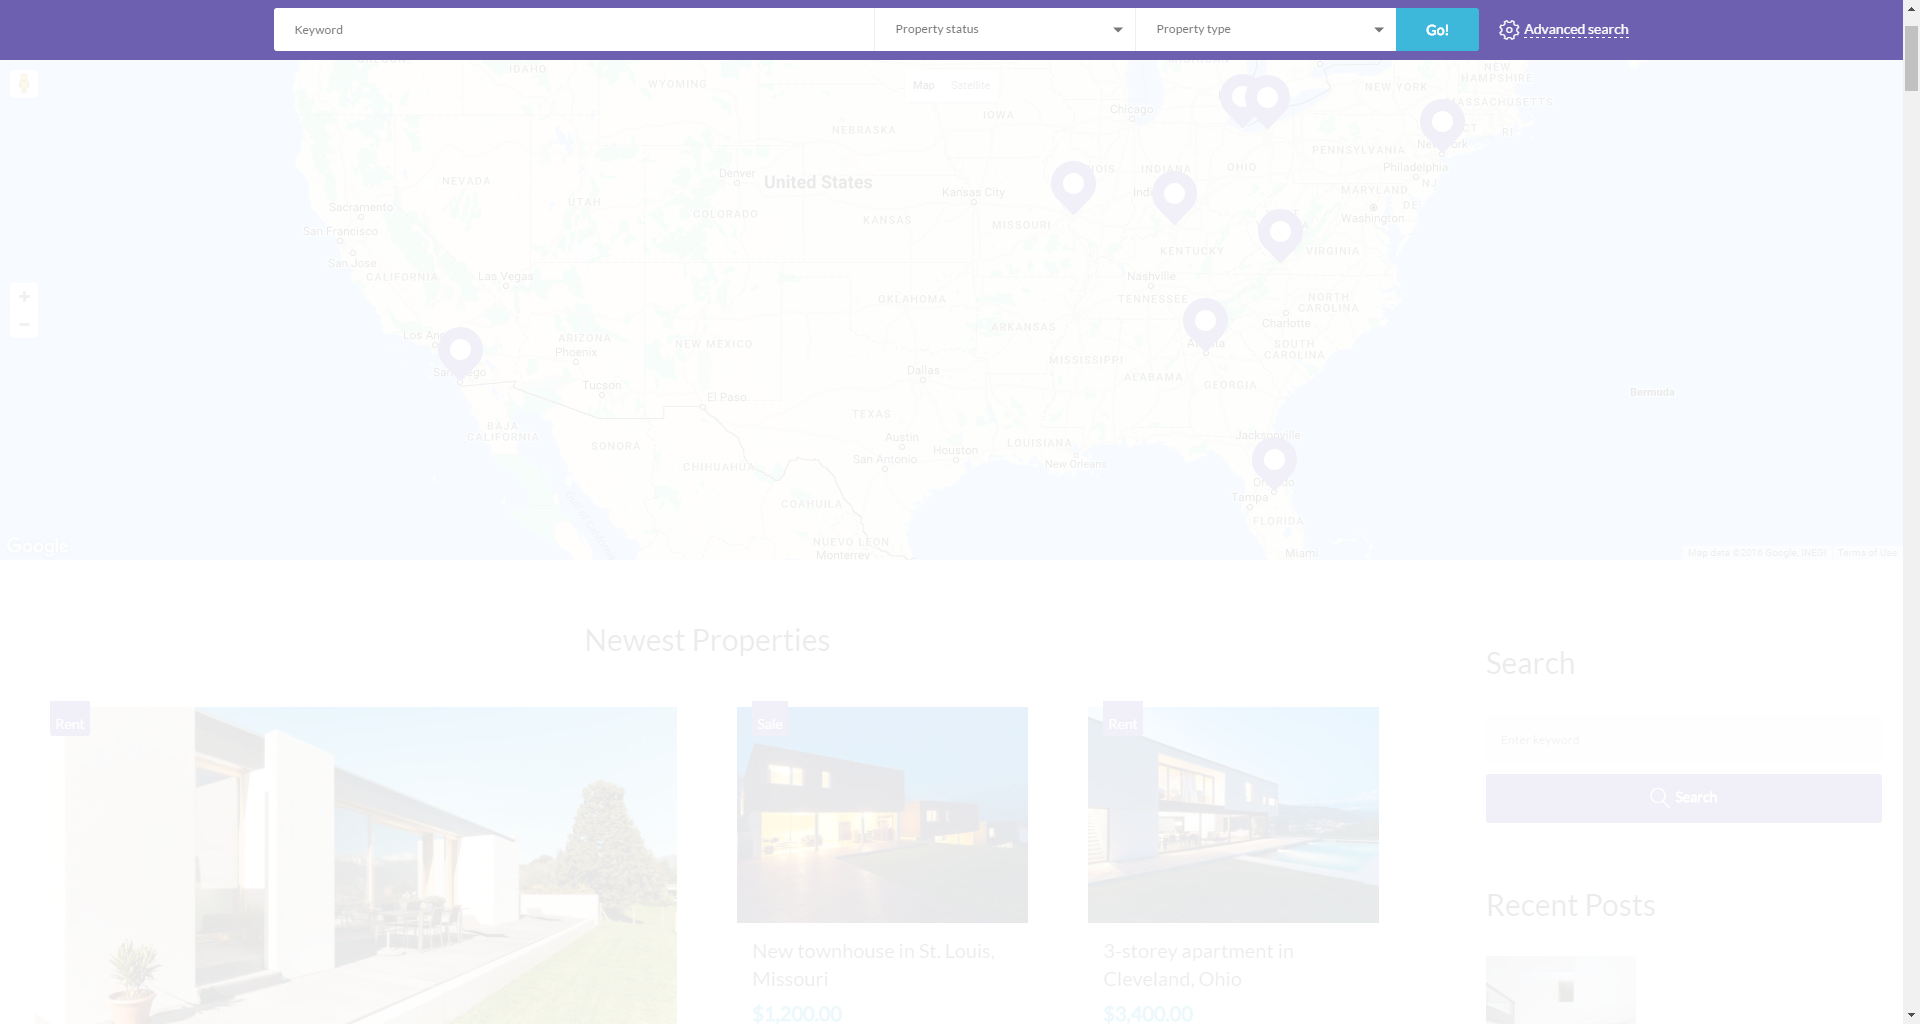 Keyword
Property status
Property type
Go!
Advanced search
IDAHO
WYOMING
Map
Satellite
NEW HAMPSHIRE
NEW YORK
MASSACHUSETTS
CT
RI
Chicago
IOWA
NEBRASKA
New York
PENNSYLVANIA
Philadelphia
OHIO
INDIANA
NEVADA
Denver
United States
Kansas City
MARYLAND
NJ
DE
Washington
Sacramento
UTAH
COLORADO
KANSAS
MISSOURI
San Francisco
KENTUCKY
VIRGINIA
San Jose
CALIFORNIA
Las Vegas
Nashville
TENNESSEE
OKLAHOMA
NORTH CAROLINA
Charlotte
ARKANSAS
Los Ang
ARIZONA
Phoenix
NEW MEXICO
SOUTH CAROLINA
MISSISSIPPI
Dallas
ALABAMA
GEORGIA
Tucson
El Paso
Bermuda
TEXAS
BAJA CALIFORNIA
SONORA
Austin
LOUISIANA
Jacksonville
Houston
San Antonio
New Orleans
CHIHUAHUA
Tampa
COAHUILA
FLORIDA
NUEVO LEON
Monterrey
Miami
Google
Map data ©2016 Google, INEGI
Terms of Use
Newest Properties
Search
Rent
Sale
Rent
Enter keyword
Search
Recent Posts
New townhouse in St. Louis,
Missouri
$1,200.00
3-storey apartment in
Cleveland, Ohio
$3,400.00